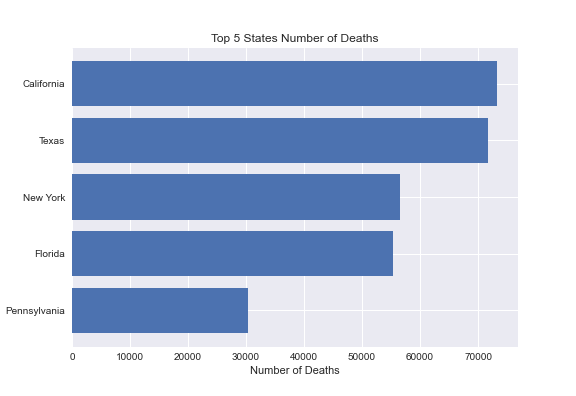 Top 5 States Number of Deaths
California
Texas
New York
Florida
Pennsylvania
0 10000 20000 30000 40000 50000 60000 70000
Number of Deaths